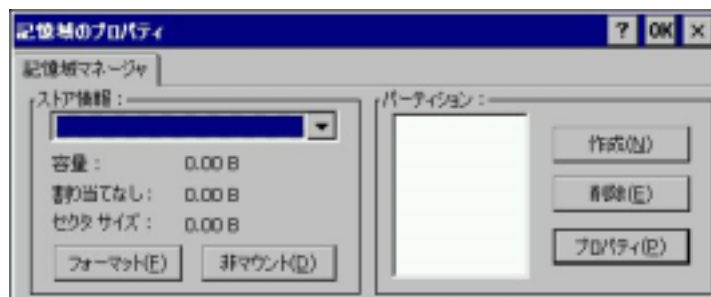 記憶域のプロパティ ? OK ×
記憶域マネージャ
ストア情報:
容量: 0.00 B
割り当てなし: 0.00 B
セクタ サイズ: 0.00 B
フォーマット(F) 非マウント(D)
パーティション:
作成(N)
削除(E)
プロパティ(P)